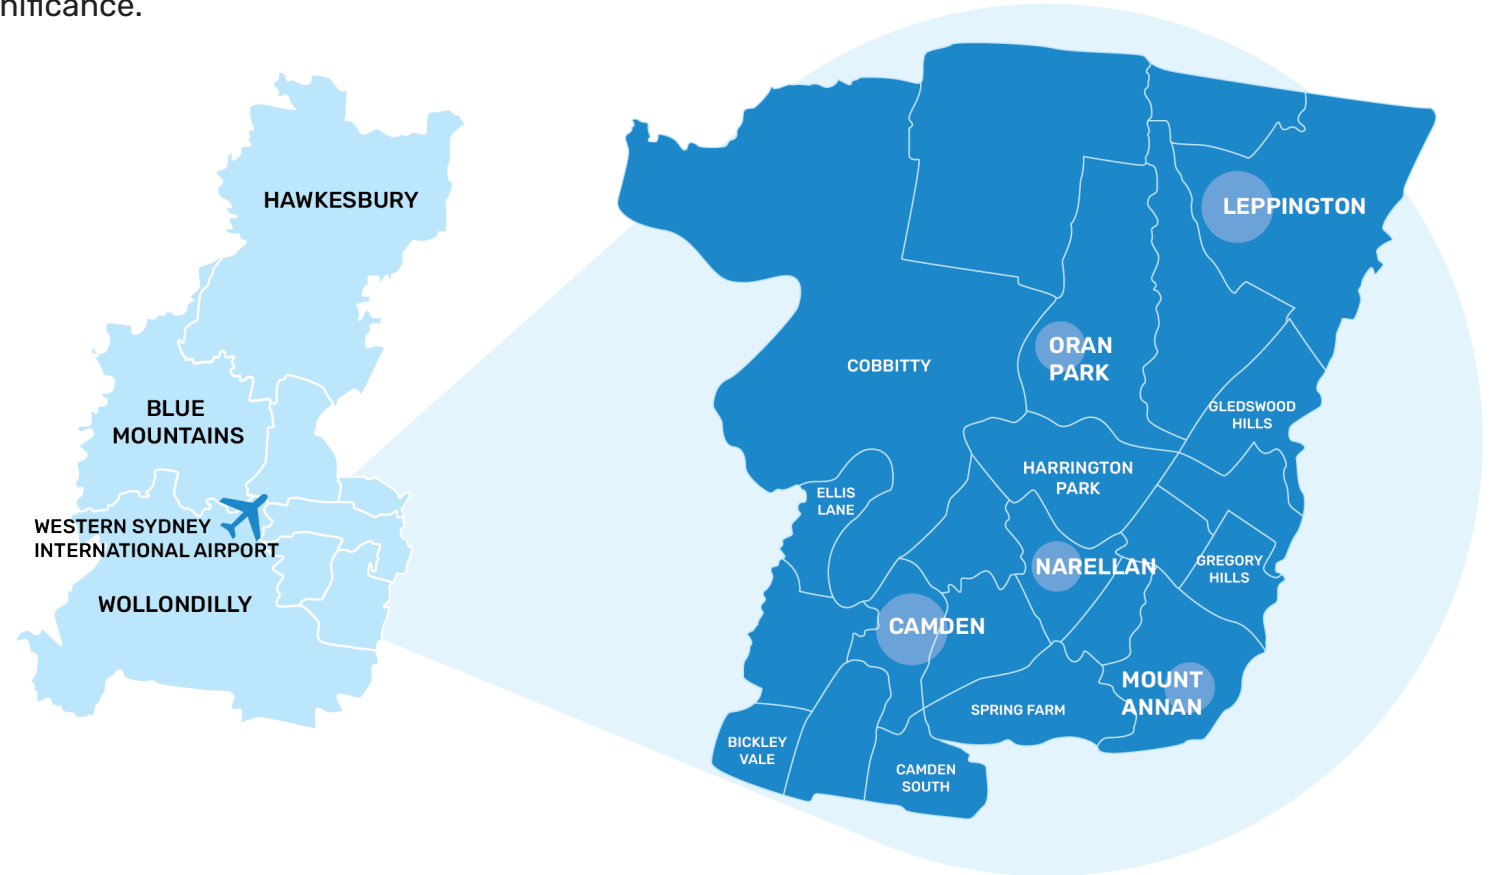 nificance.
HAWKESBURY
BLUE
MOUNTAINS
WESTERN SYDNEY
INTERNATIONAL AIRPORT
WOLLONDILLY
LEPPINGTON
ORAN
PARK
COBBITTY
GLEDSWOOD
HILLS
HARRINGTON
PARK
ELLIS
LANE
NARELLAN
GREGORY
HILLS
CAMDEN
MOUNT
ANNAN
SPRING FARM
BICKLEY
VALE
CAMDEN
SOUTH